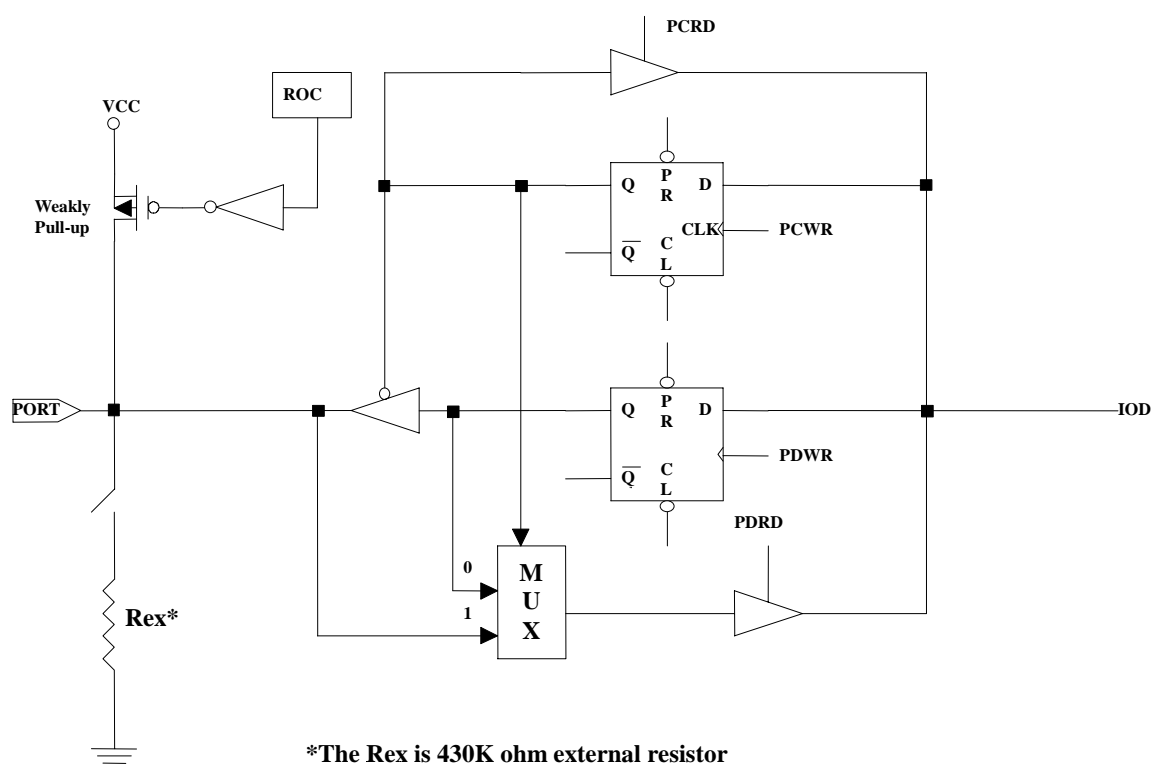 PCRD
ROC
VCC
Q
P
R
D
Weakly
Pull-up
CLK
PCWR
Q
C
L
PORT
Q
P
R
D
IOD
PDWR
Q
C
L
PDRD
0
M
U
X
1
Rex*
*The Rex is 430K ohm external resistor